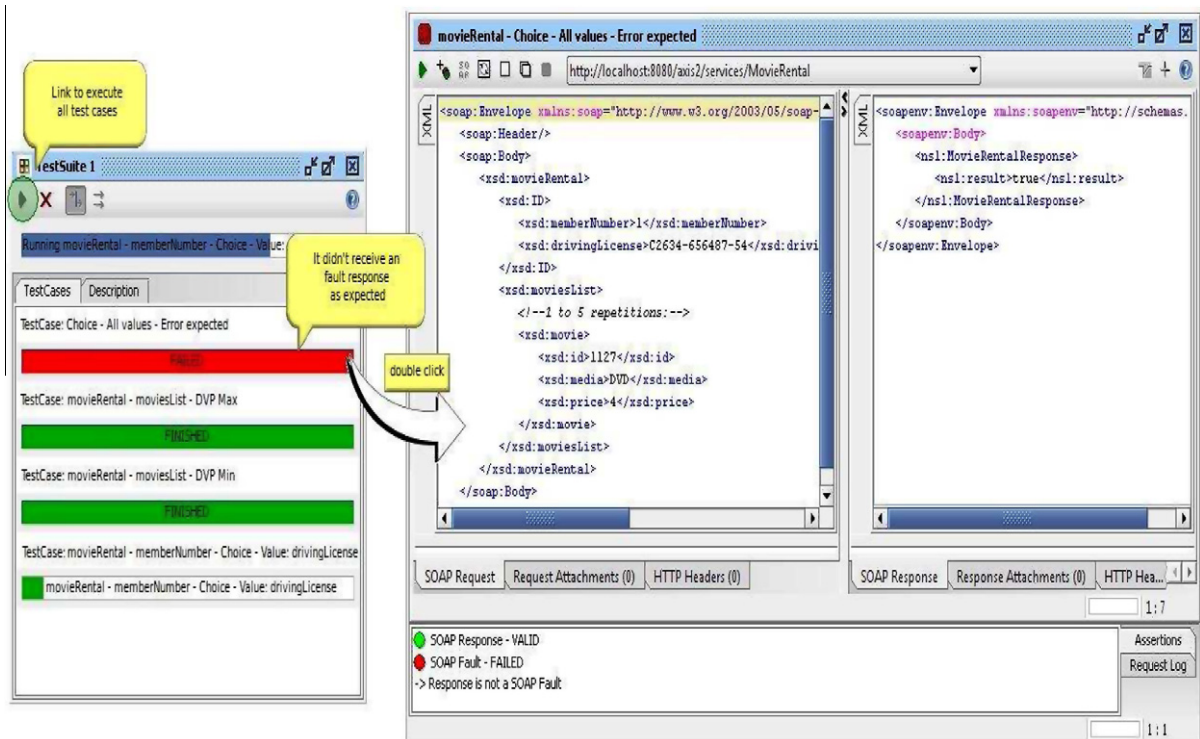 Link to execute
all test cases
TestSuite 1
Running movieRental - memberNumber - Choice - Value:
It didn't receive an
fault response
as expected
TestCases Description
TestCase: Choice - All values - Error expected
FAILED
TestCase: movieRental - moviesList - DVP Max
FINISHED
TestCase: movieRental - moviesList - DVP Min
FINISHED
TestCase: movieRental - memberNumber - Choice - Value: drivingLicense
movieRental - memberNumber - Choice - Value: drivingLicense
double click
movieRental - Choice - All values - Error expected
http://localhost:8080/axis2/services/MovieRental
XML
<soap:Envelope xmlns:soap="http://www.w3.org/2003/05/soap-
<soap:Header/>
<soap:Body>
<xsd:movieRental>
<xsd:ID>
<xsd:memberNumber>1</xsd:memberNumber>
<xsd:drivingLicense>C2634-656487-54</xsd:drivi
</xsd:ID>
<xsd:moviesList>
<!--1 to 5 repetitions:-->
<xsd:movie>
<xsd:id>1127</xsd:id>
<xsd:media>DVD</xsd:media>
<xsd:price>4</xsd:price>
</xsd:movie>
</xsd:moviesList>
</xsd:movieRental>
</soap:Body>
SOAP Request Request Attachments (0) HTTP Headers (0)
XML
<soapenv:Envelope xmlns:soapenv="http://schemas.
<soapenv:Body>
<nsl:MovieRentalResponse>
<nsl:result>true</nsl:result>
</nsl:MovieRentalResponse>
</soapenv:Body>
</soapenv:Envelope>
SOAP Response Response Attachments (0) HTTP Hea...
1:7
SOAP Response - VALID
SOAP Fault - FAILED
-> Response is not a SOAP Fault
Assertions
Request Log
1:1